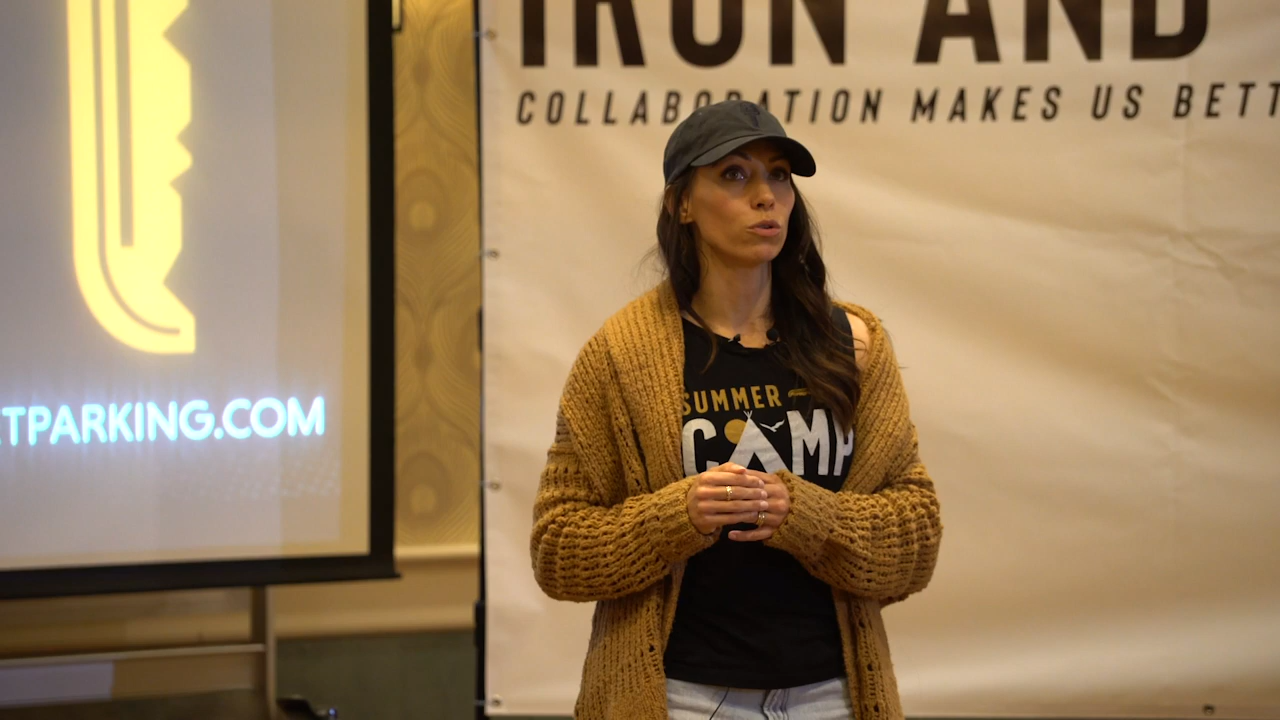 IRON AND
COLLABORATION MAKES US BETT
TPARKING.COM
SUMMER
CAMP